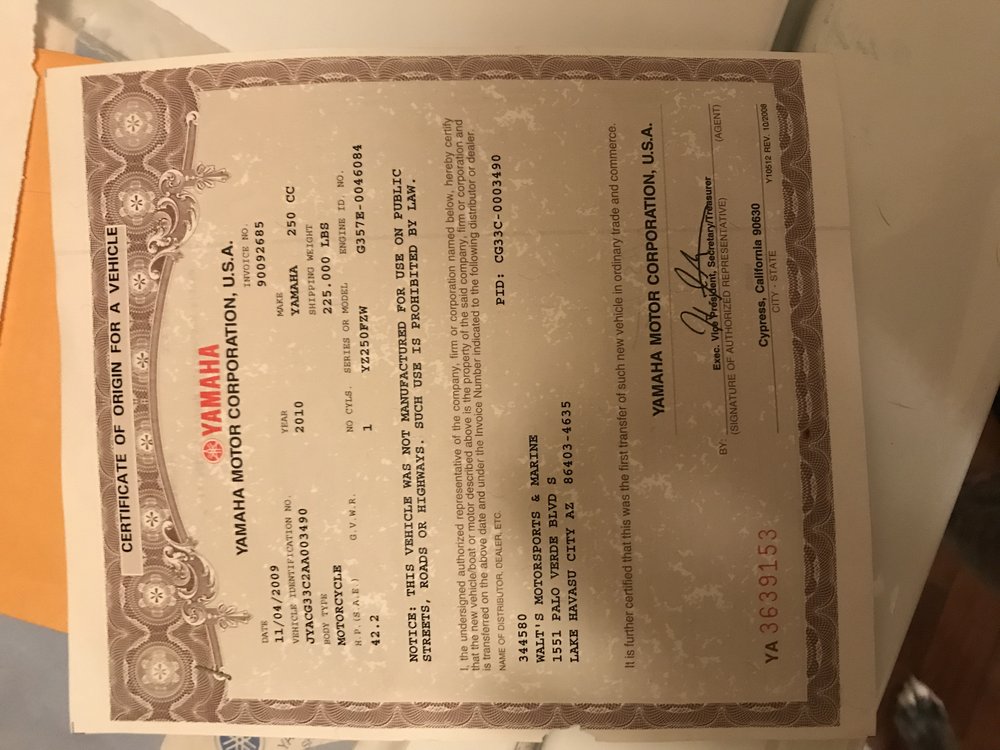 CERTIFICATE OF ORIGIN FOR A VEHICLE
YAMAHA
YAMAHA MOTOR CORPORATION, U.S.A.
DATE INVOICE NO.
11/04/2009 90092685
VEHICLE IDENTIFICATION NO. YEAR MAKE
JYACG33C2AA003490 2010 YAMAHA 250 CC
BODY TYPE SHIPPING WEIGHT
MOTORCYCLE 225.000 LBS
H.P.(S.A.E.) G.V.W.R. NO CYLS. SERIES OR MODEL ENGINE ID. NO.
42.2 1 YZ250FZW G357E-0046084
NOTICE: THIS VEHICLE WAS NOT MANUFACTURED FOR USE ON PUBLIC
STREETS, ROADS OR HIGHWAYS. SUCH USE IS PROHIBITED BY LAW.
I, the undersigned authorized representative of the company, firm or corporation named below, hereby certify
that the new vehicle/boat or motor described above is the property of the said company, firm or corporation and
is transferred on the above date and under the Invoice Number indicated to the following distributor or dealer
NAME OF DISTRIBUTOR, DEALER, ETC.
PID: CG33C-0003490
344580
WALT'S MOTORSPORTS & MARINE
1551 PALO VERDE BLVD S
LAKE HAVASU CITY AZ 86403-4635
It is further certified that this was the first transfer of such new vehicle in ordinary trade and commerce.
YAMAHA MOTOR CORPORATION, U.S.A.
Exec. Vice President, Secretary/Treasurer
BY: (SIGNATURE OF AUTHORIZED REPRESENTATIVE) (AGENT)
Cypress, California 90630
CITY - STATE
YA 3639153
Y10612 REV. 10/2008